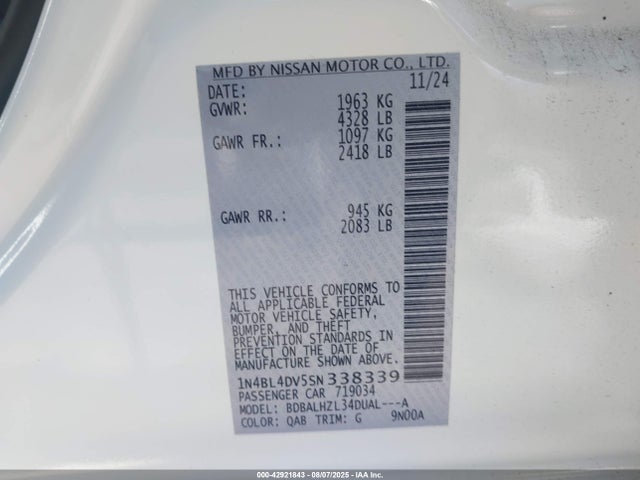 MFD BY NISSAN MOTOR CO., LTD.
DATE: 11/24
GVWR: 1963 KG
4328 LB
GAWR FR.: 1097 KG
2418 LB
GAWR RR.: 945 KG
2083 LB
THIS VEHICLE CONFORMS TO
ALL APPLICABLE FEDERAL
MOTOR VEHICLE SAFETY,
BUMPER, AND THEFT
PREVENTION STANDARDS IN
EFFECT ON THE DATE OF
MANUFACTURE SHOWN ABOVE.
1N4BL4DV5SN338339
PASSENGER CAR 719034
MODEL: BDBALHZL34DUAL---A
COLOR: QAB TRIM: G 9N00A
000-42921843 - 08/07/2025 - IAA Inc.